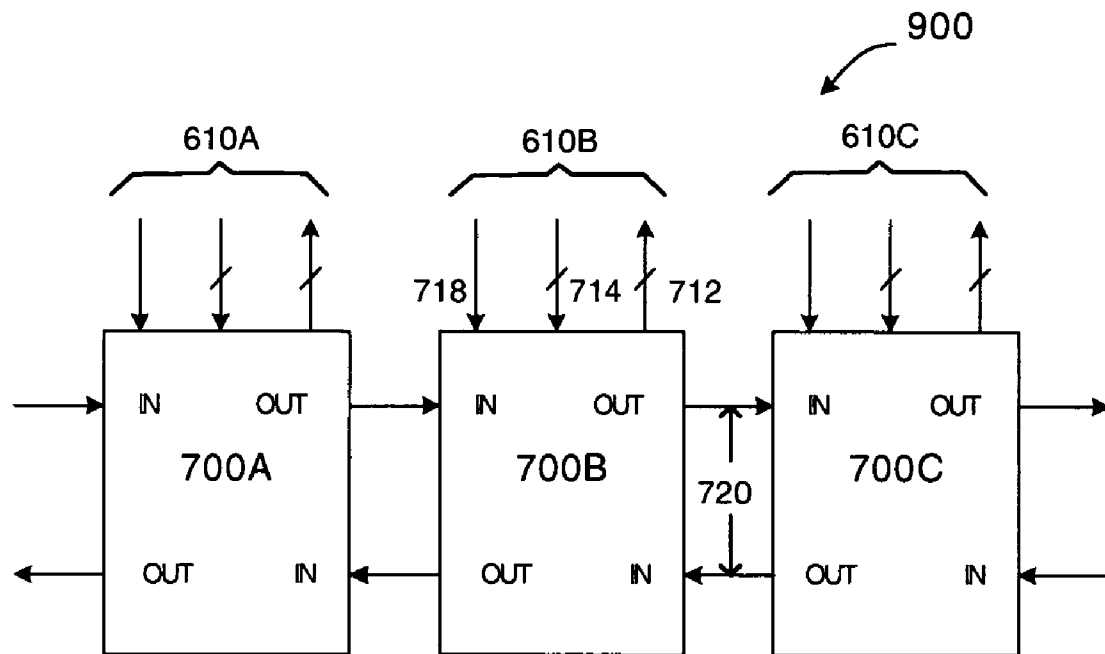 900
610A 610B 610C
718 714 712
IN OUT IN OUT IN OUT
700A 700B 700C
720
OUT IN OUT IN OUT IN